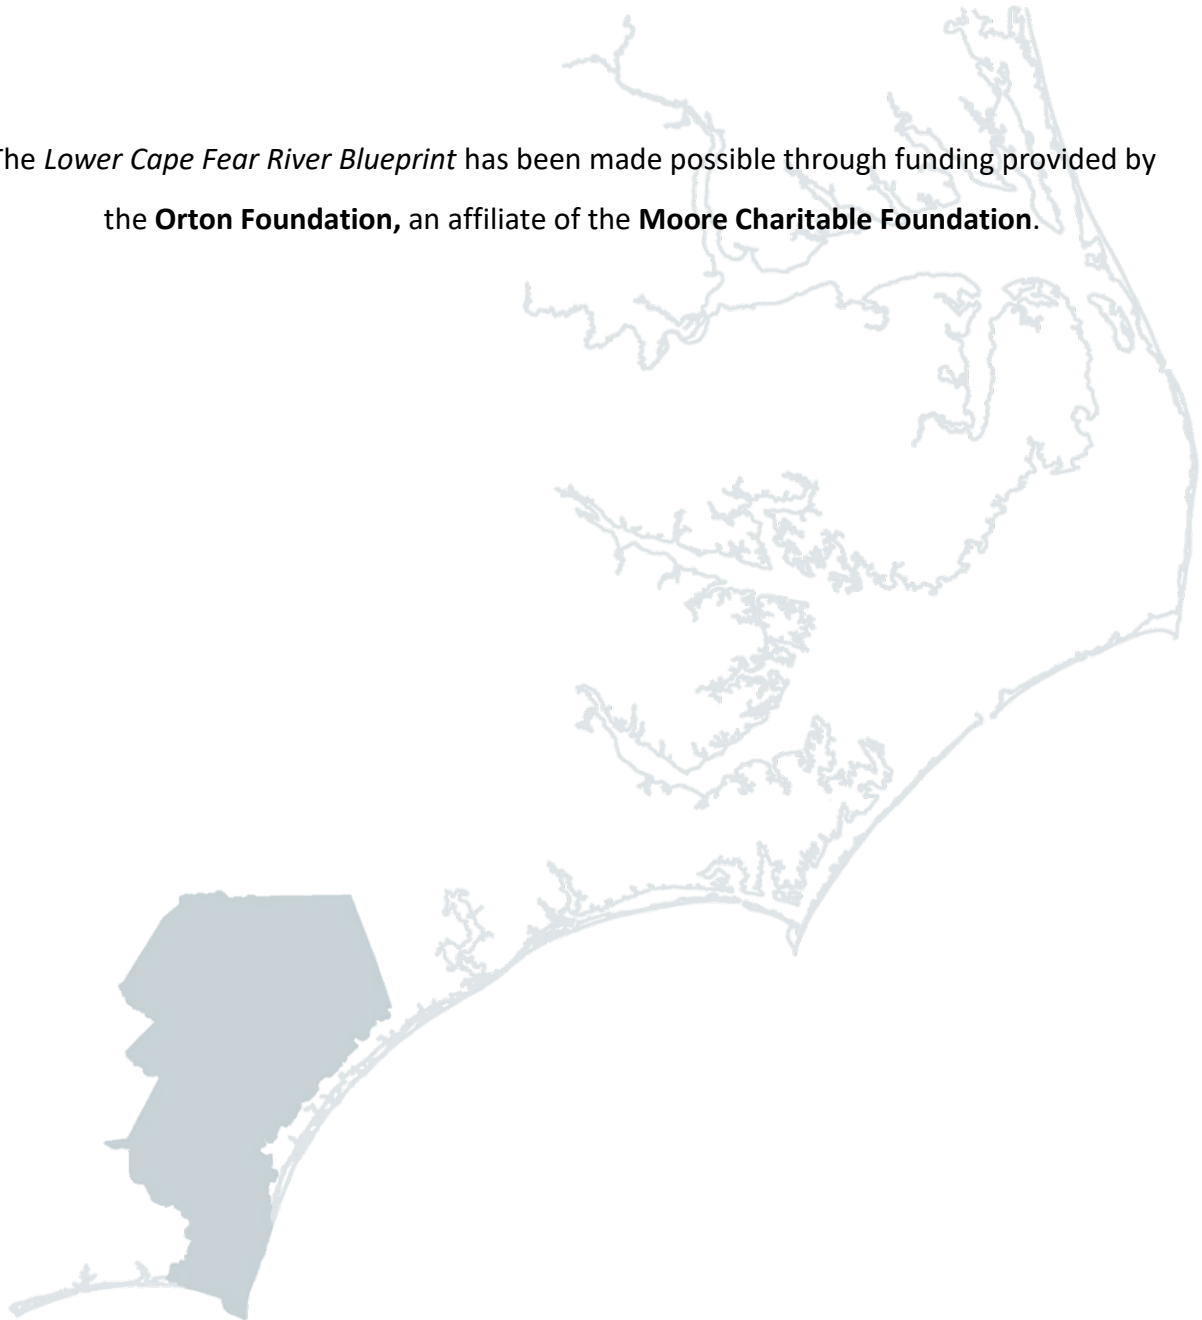 The Lower Cape Fear River Blueprint has been made possible through funding provided by
the Orton Foundation, an affiliate of the Moore Charitable Foundation.